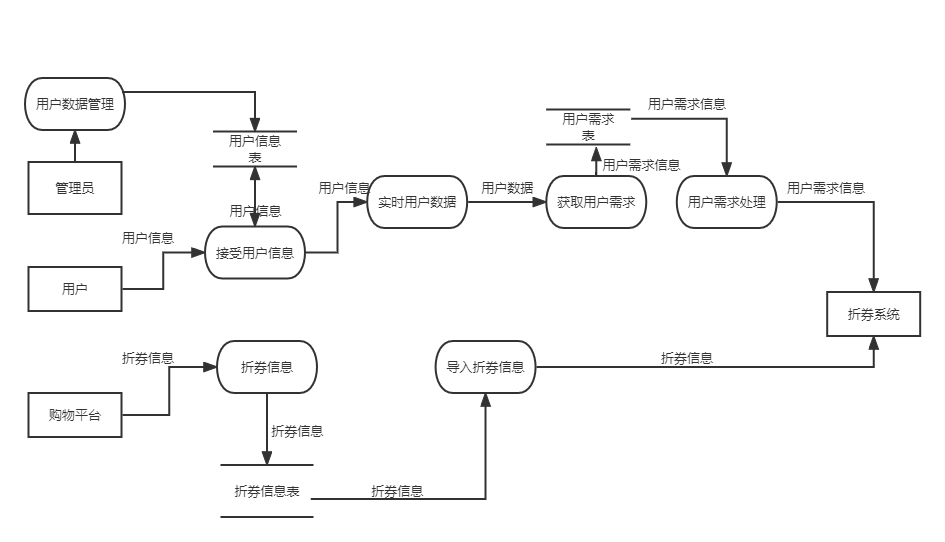 用户数据管理
用户需求信息
用户需求
表
用户信息
表
用户需求信息
管理员
用户信息
用户数据
用户需求信息
实时用户数据
获取用户需求
用户需求处理
用户信息
用户信息
接受用户信息
用户
折券系统
折券信息
折券信息
折券信息
导入折券信息
购物平台
折券信息
折券信息表
折券信息